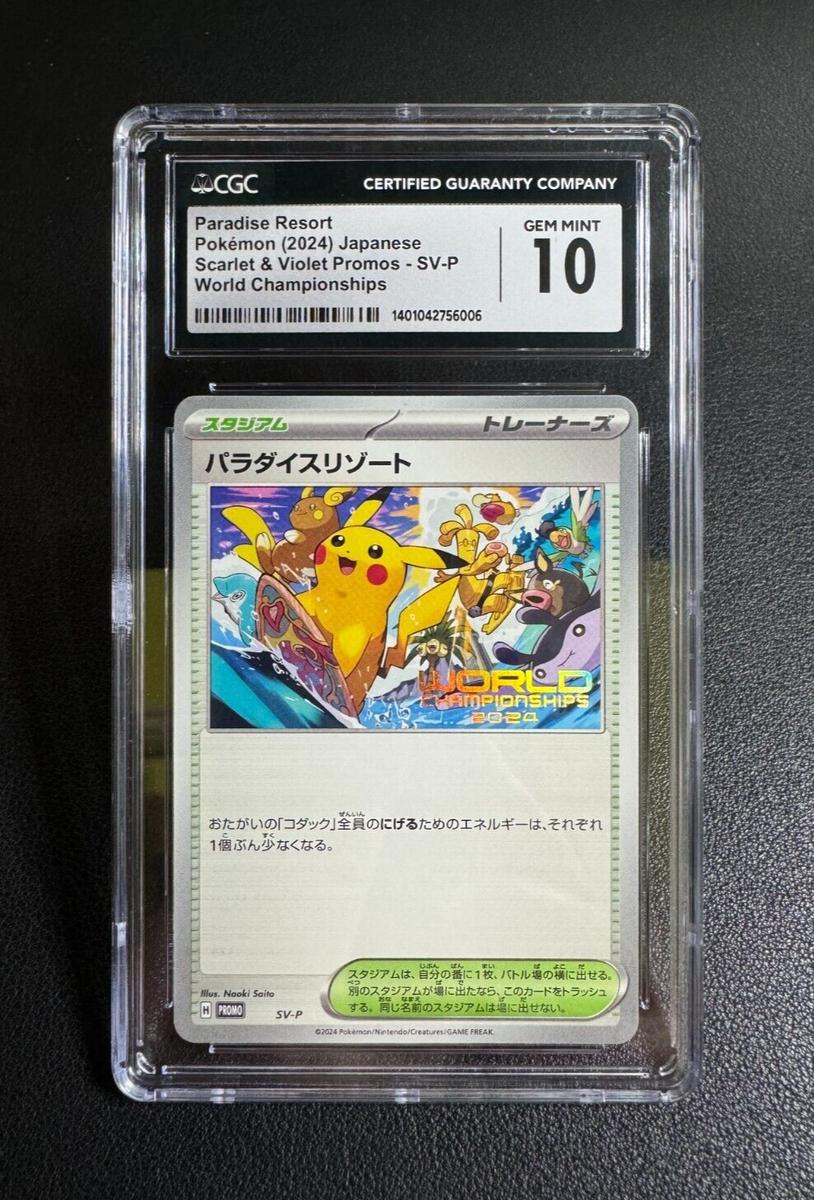 CGC CERTIFIED GUARANTY COMPANY
Paradise Resort
Pokémon (2024) Japanese
Scarlet & Violet Promos - SV-P
World Championships
GEM MINT
10
1401042756006
スタジアム トレーナーズ
パラダイスリゾート
WORLD
CHAMPIONSHIPS
2024
おたがいの「コダック」全員のにげるためのエネルギーは、それぞれ
1個ぶん少なくなる。
スタジアムは、自分の番に1枚、バトル場の横に出せる。
別のスタジアムが場に出たなら、このカードをトラッシュ
する。同じ名前のスタジアムは場に出せない。
Illus. Naoki Saito
H PROMO SV-P
©2024 Pokémon/Nintendo/Creatures/GAME FREAK.